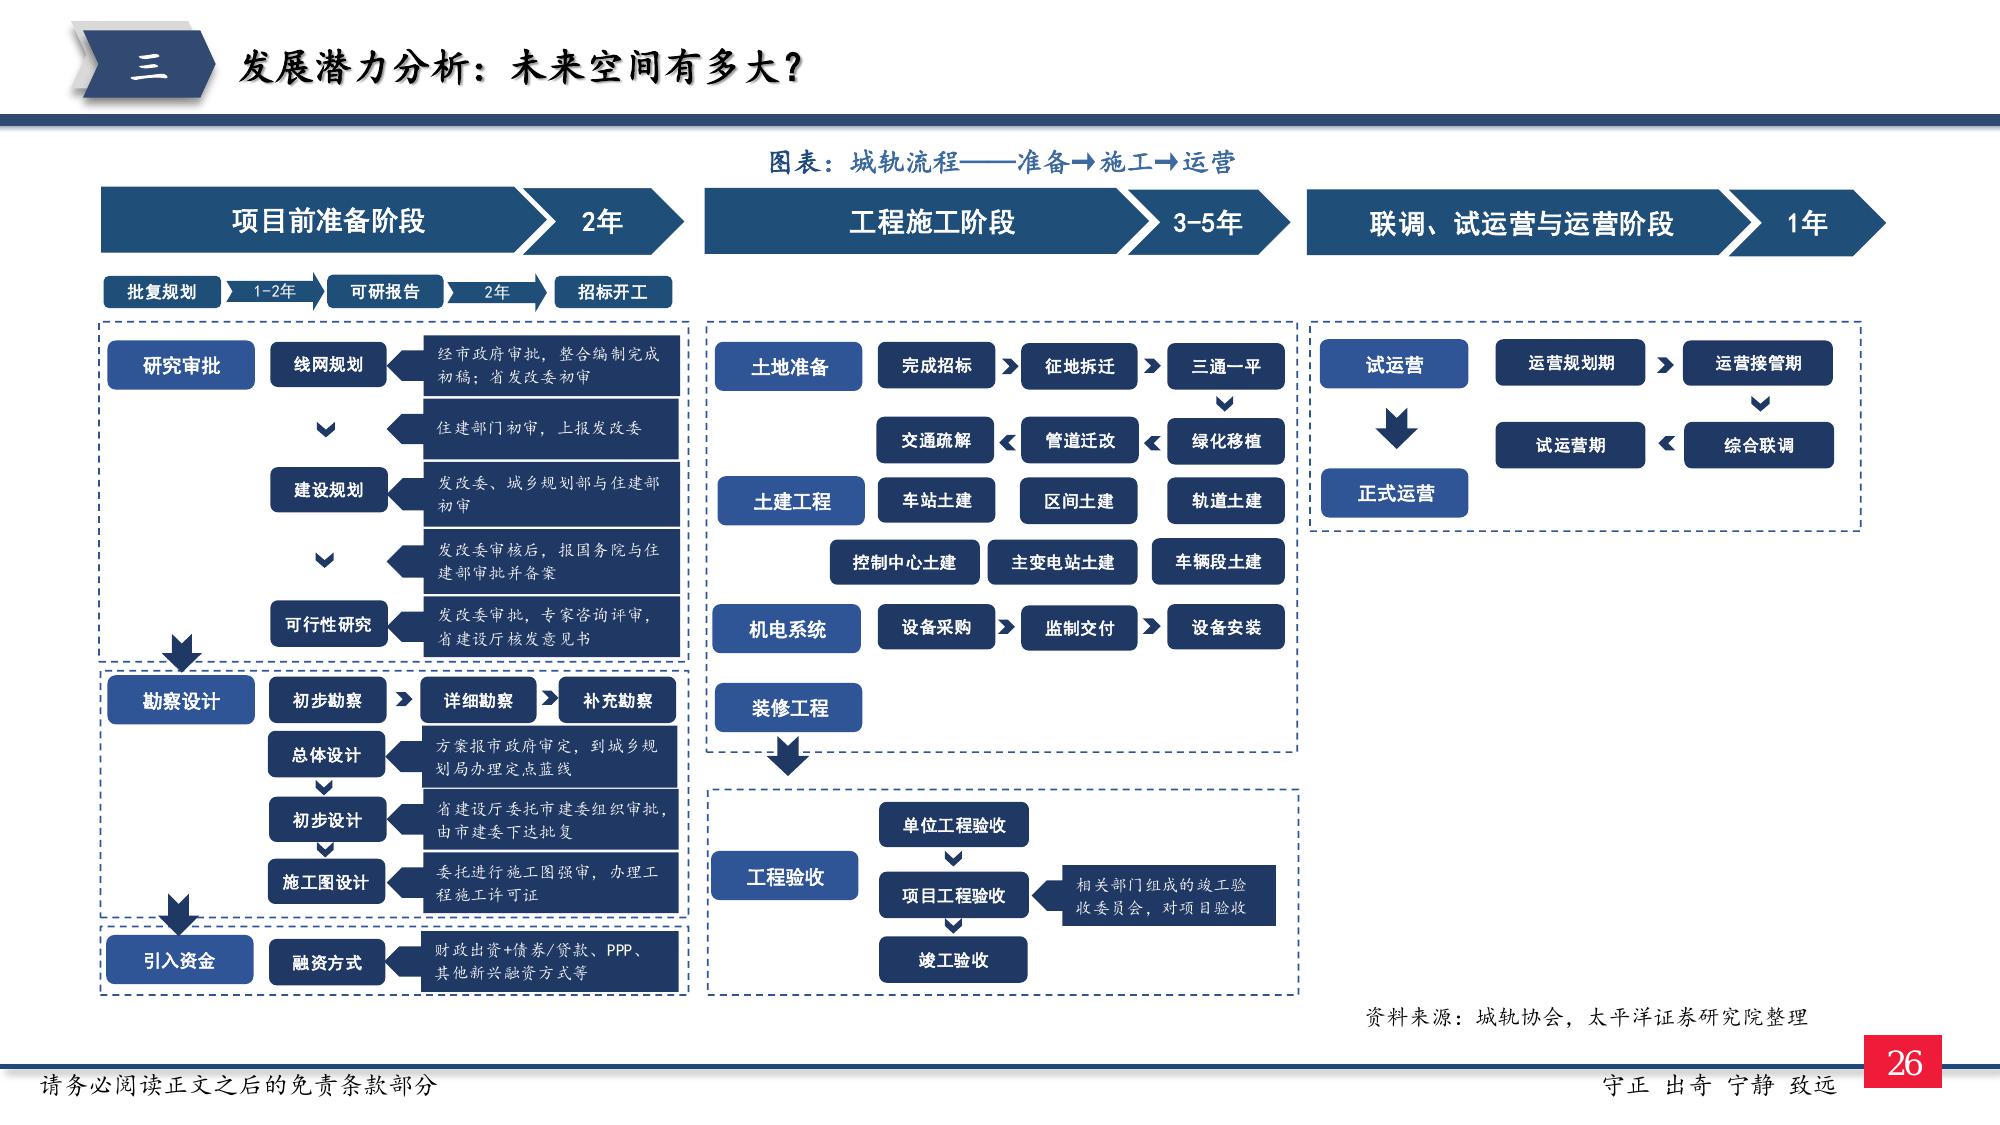 三
发展潜力分析：未来空间有多大？
图表：城轨流程——准备→施工→运营
项目前准备阶段
2年
批复规划
1-2年
可研报告
2年
招标开工
研究审批
线网规划
经市政府审批，整合编制完成
初稿；省发改委初审
住建部门初审，上报发改委
建设规划
发改委、城乡规划部与住建部
初审
发改委审核后，报国务院与住
建部审批并备案
可行性研究
发改委审批，专家咨询评审，
省建设厅核发意见书
勘察设计
初步勘察
详细勘察
补充勘察
总体设计
方案报市政府审定，到城乡规
划局办理定点蓝线
初步设计
省建设厅委托市建委组织审批，
由市建委下达批复
施工图设计
委托进行施工图强审，办理工
程施工许可证
引入资金
融资方式
财政出资+债券/贷款、PPP、
其他新兴融资方式等
工程施工阶段
3-5年
土地准备
完成招标
征地拆迁
三通一平
交通疏解
管道迁改
绿化移植
土建工程
车站土建
区间土建
轨道土建
控制中心土建
主变电站土建
车辆段土建
机电系统
设备采购
监制交付
设备安装
装修工程
工程验收
单位工程验收
项目工程验收
相关部门组成的竣工验
收委员会，对项目验收
竣工验收
联调、试运营与运营阶段
1年
试运营
运营规划期
运营接管期
试运营期
综合联调
正式运营
资料来源：城轨协会，太平洋证券研究院整理
请务必阅读正文之后的免责条款部分
守正 出奇 宁静 致远
26